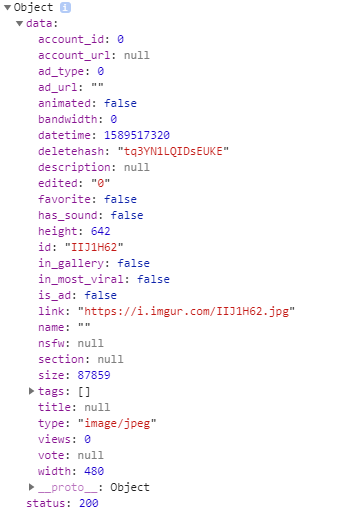 Object i
data:
account_id: 0
account_url: null
ad_type: 0
ad_url: ""
animated: false
bandwidth: 0
datetime: 1589517320
deletehash: "tq3YN1LQIDsEUKE"
description: null
edited: "0"
favorite: false
has_sound: false
height: 642
id: "IIJ1H62"
in_gallery: false
in_most_viral: false
is_ad: false
link: "https://i.imgur.com/IIJ1H62.jpg"
name: ""
nsfw: null
section: null
size: 87859
tags: []
title: null
type: "image/jpeg"
views: 0
vote: null
width: 480
__proto__: Object
status: 200